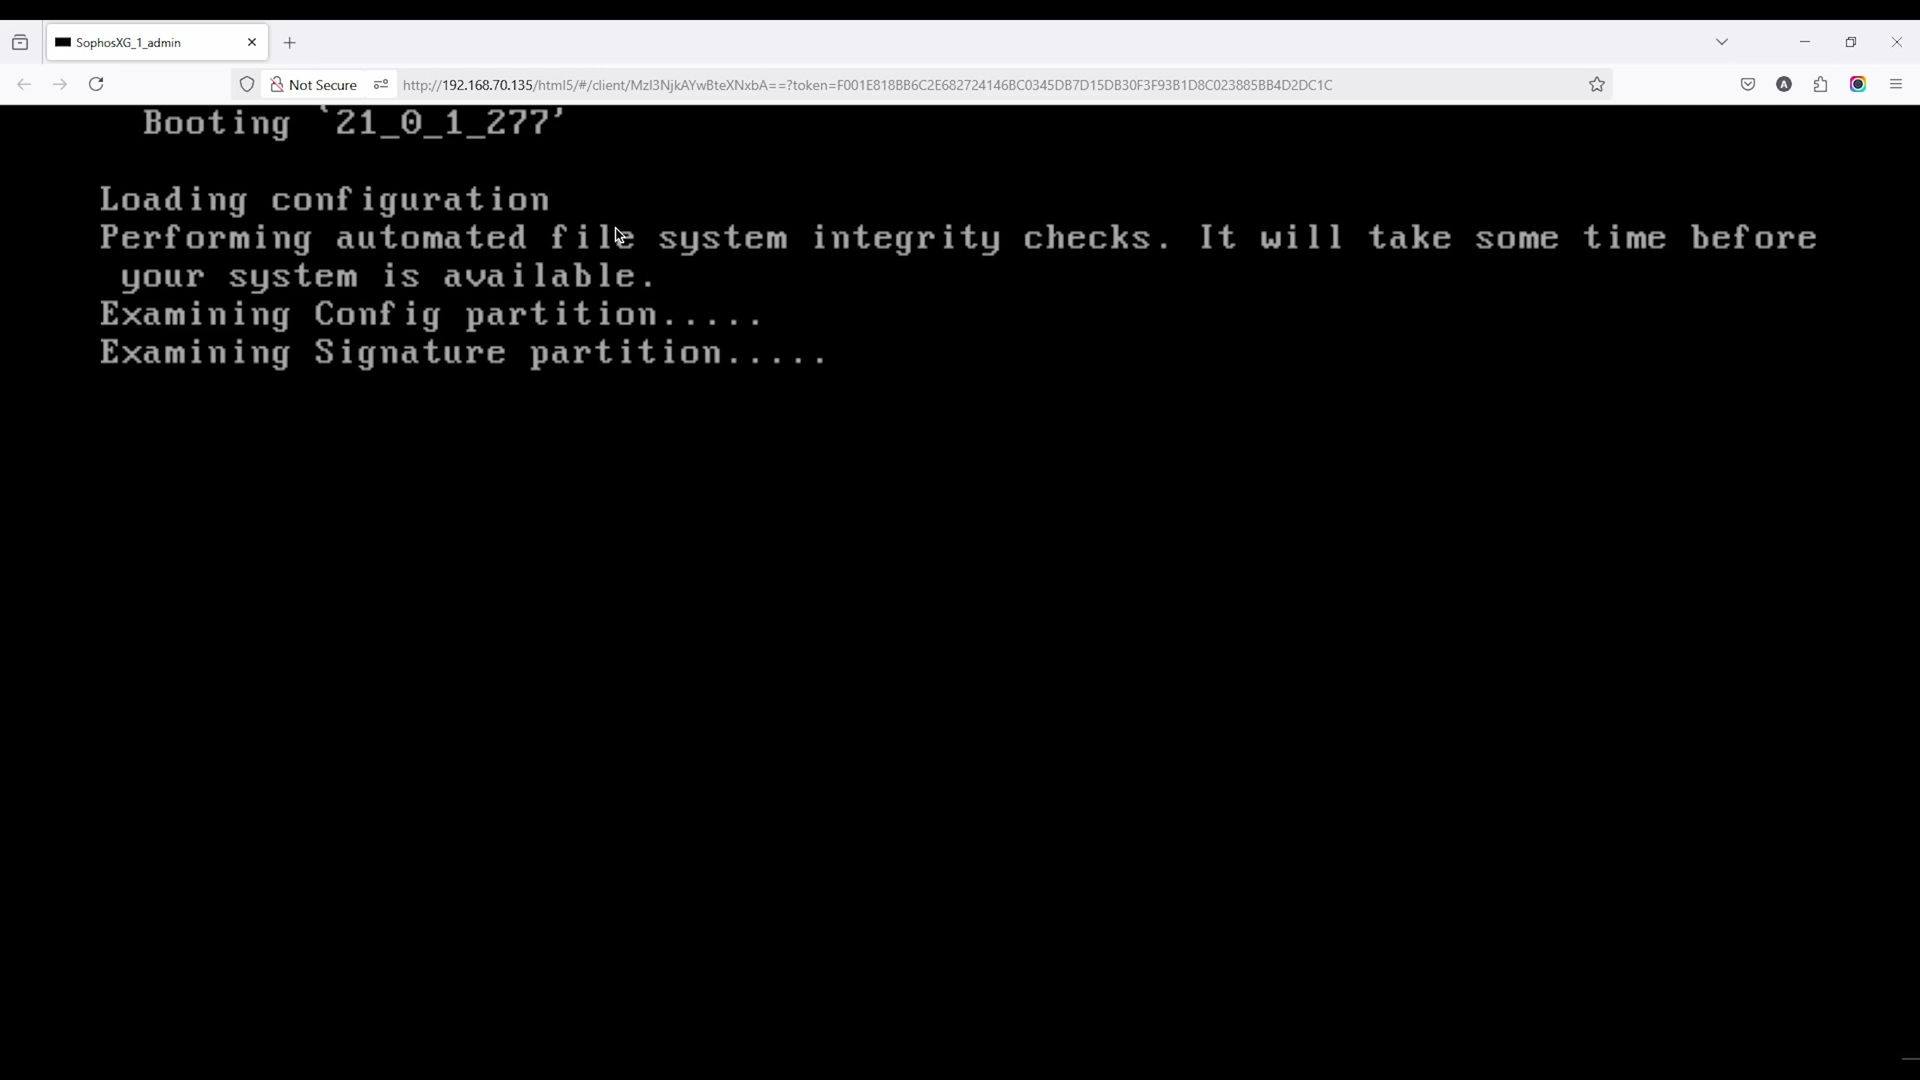 SophosXG_1_admin
Not Secure
http://192.168.70.135/html5/#/client/MzI3NjkAYwBteXNxbA==?token=F001E818BB6C2E682724146BC0345DB7D15DB30F3F93B1D8C023885BB4D2DC1C
A
Booting `21_0_1_277'
Loading configuration
Performing automated file system integrity checks. It will take some time before
your system is available.
Examining Config partition.....
Examining Signature partition.....